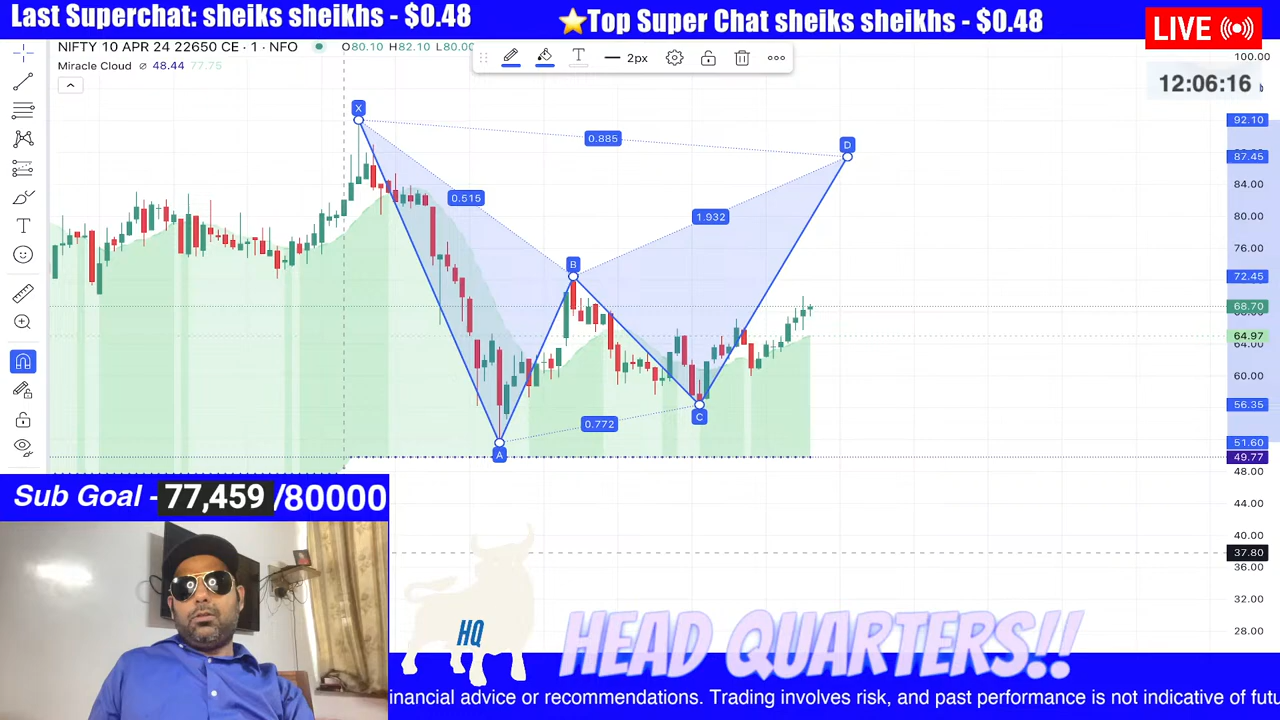 Last Superchat: sheiks sheikhs - $0.48
⭐Top Super Chat sheiks sheikhs - $0.48
LIVE
NIFTY 10 APR 24 22650 CE · 1 · NFO
O80.10 H82.10 L80.00
Miracle Cloud ⌀ 48.44 77.75
T
2px
12:06:16
100.00
92.10
87.45
84.00
80.00
76.00
72.45
68.70
64.97
64.00
60.00
56.35
51.60
49.77
48.00
44.00
40.00
37.80
36.00
32.00
28.00
X
0.885
D
0.515
1.932
B
C
0.772
A
T
Sub Goal - 77,459 /80000
HQ
HEAD QUARTERS!!
inancial advice or recommendations. Trading involves risk, and past performance is not indicative of futu